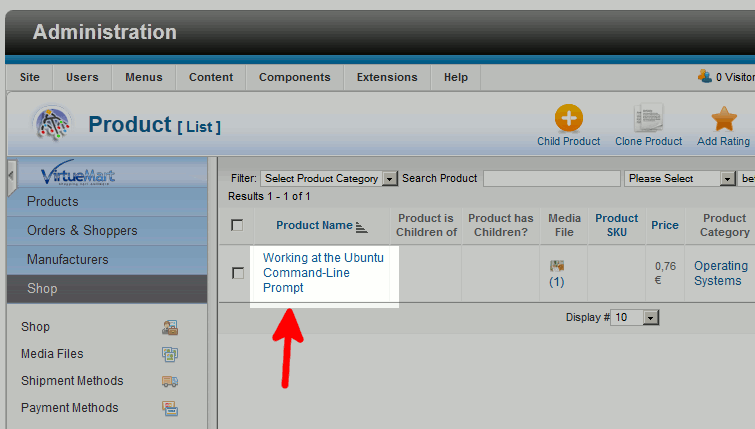 Administration
Site Users Menus Content Components Extensions Help 0 Visitor
Product [ List ]
Child Product Clone Product Add Rating
VirtueMart
Filter: Select Product Category Search Product Please Select be
Results 1 - 1 of 1
Products
Orders & Shoppers
Manufacturers
Shop
Product Name Product is Children of Product has Children? Media File Product SKU Price Product Category
Working at the Ubuntu
Command-Line
Prompt
(1)
0,76
€
Operating
Systems
Display # 10
Shop
Media Files
Shipment Methods
Payment Methods